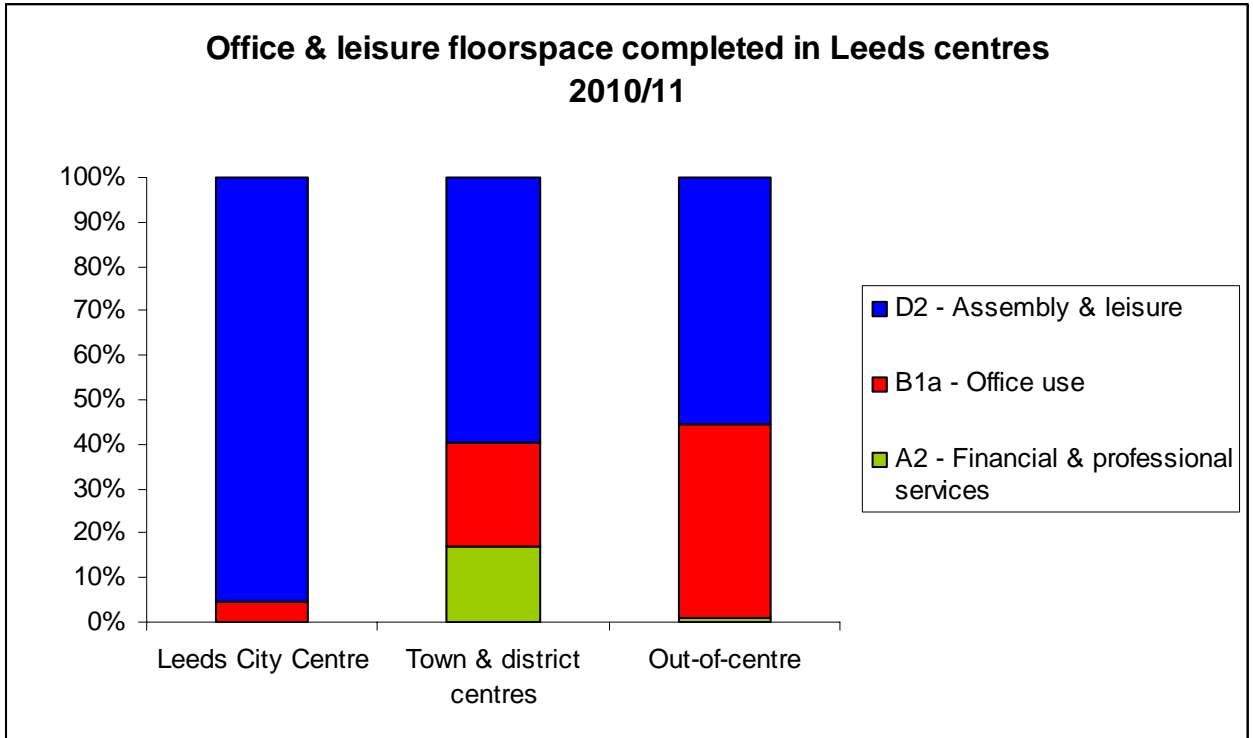 Office & leisure floorspace completed in Leeds centres
2010/11
100%
90%
80%
70%
60%
50%
40%
30%
20%
10%
0%
Leeds City Centre
Town & district
centres
Out-of-centre
D2 - Assembly & leisure
B1a - Office use
A2 - Financial & professional
services